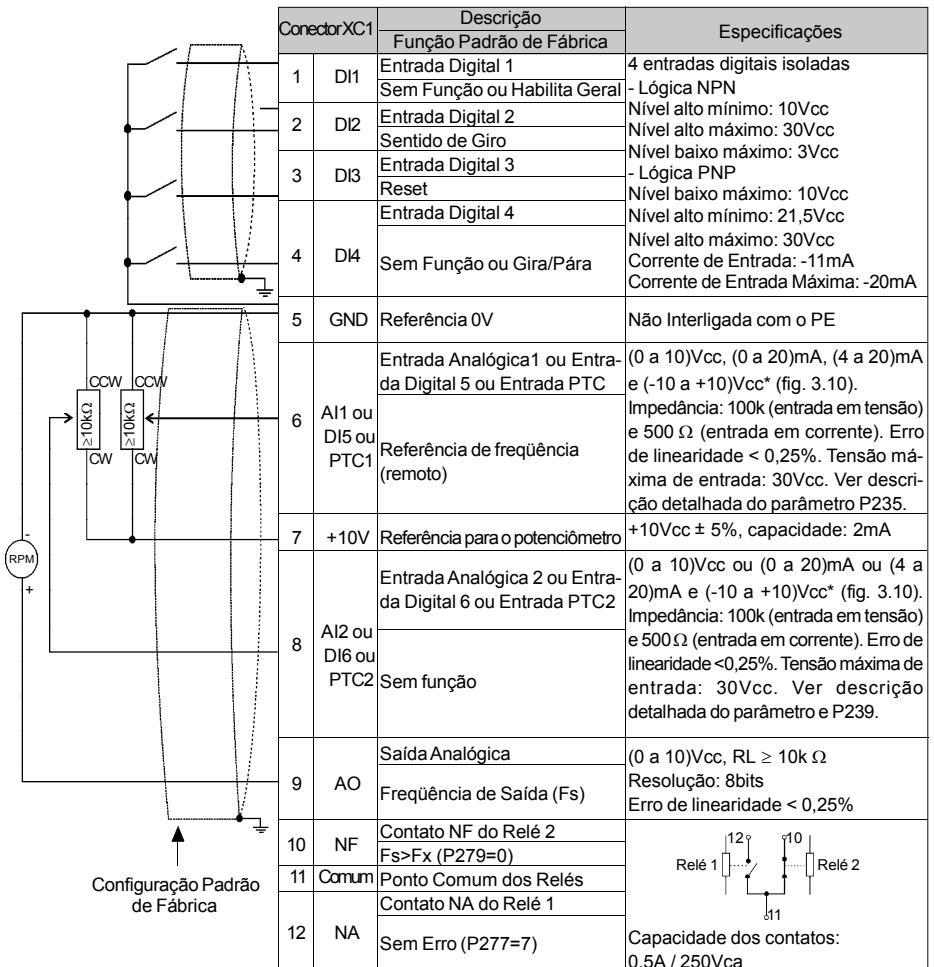 Conector XC1
Descrição
Função Padrão de Fábrica
Especificações
1
DI1
Entrada Digital 1
Sem Função ou Habilita Geral
2
DI2
Entrada Digital 2
Sentido de Giro
3
DI3
Entrada Digital 3
Reset
4
DI4
Entrada Digital 4
Sem Função ou Gira/Pára
4 entradas digitais isoladas
- Lógica NPN
Nível alto mínimo: 10Vcc
Nível alto máximo: 30Vcc
Nível baixo máximo: 3Vcc
- Lógica PNP
Nível baixo máximo: 10Vcc
Nível alto mínimo: 21,5Vcc
Nível alto máximo: 30Vcc
Corrente de Entrada: -11mA
Corrente de Entrada Máxima: -20mA
5
GND
Referência 0V
Não Interligada com o PE
CCW
CCW
≥10kΩ
≥10kΩ
CW
CW
6
AI1 ou
DI5 ou
PTC1
Entrada Analógica1 ou Entra-
da Digital 5 ou Entrada PTC
Referência de freqüência
(remoto)
(0 a 10)Vcc, (0 a 20)mA, (4 a 20)mA
e (-10 a +10)Vcc* (fig. 3.10).
Impedância: 100k (entrada em tensão)
e 500 Ω (entrada em corrente). Erro
de linearidade < 0,25%. Tensão má-
xima de entrada: 30Vcc. Ver descri-
ção detalhada do parâmetro P235.
7
+10V
Referência para o potenciômetro
+10Vcc ± 5%, capacidade: 2mA
-
RPM
+
8
AI2 ou
DI6 ou
PTC2
Entrada Analógica 2 ou Entra-
da Digital 6 ou Entrada PTC2
Sem função
(0 a 10)Vcc ou (0 a 20)mA ou (4 a
20)mA e (-10 a +10)Vcc* (fig. 3.10).
Impedância: 100k (entrada em tensão)
e 500 Ω (entrada em corrente). Erro de
linearidade <0,25%. Tensão máxima de
entrada: 30Vcc. Ver descrição
detalhada do parâmetro e P239.
9
AO
Saída Analógica
Freqüência de Saída (Fs)
(0 a 10)Vcc, RL ≥ 10k Ω
Resolução: 8bits
Erro de linearidade < 0,25%
10
NF
Contato NF do Relé 2
Fs>Fx (P279=0)
11
Comum
Ponto Comum dos Relés
12
NA
Contato NA do Relé 1
Sem Erro (P277=7)
12
10
Relé 1
Relé 2
11
Capacidade dos contatos:
0,5A / 250Vca
Configuração Padrão
de Fábrica